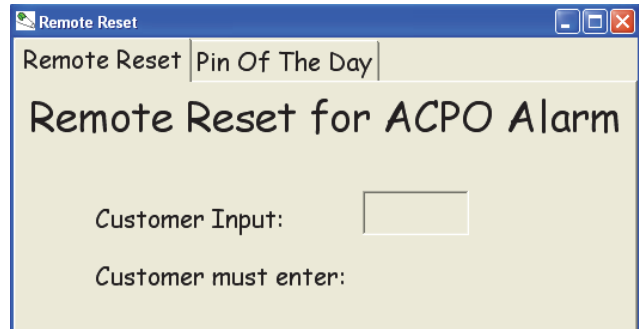 Remote Reset
Remote Reset Pin Of The Day
Remote Reset for ACPO Alarm
Customer Input:
Customer must enter: